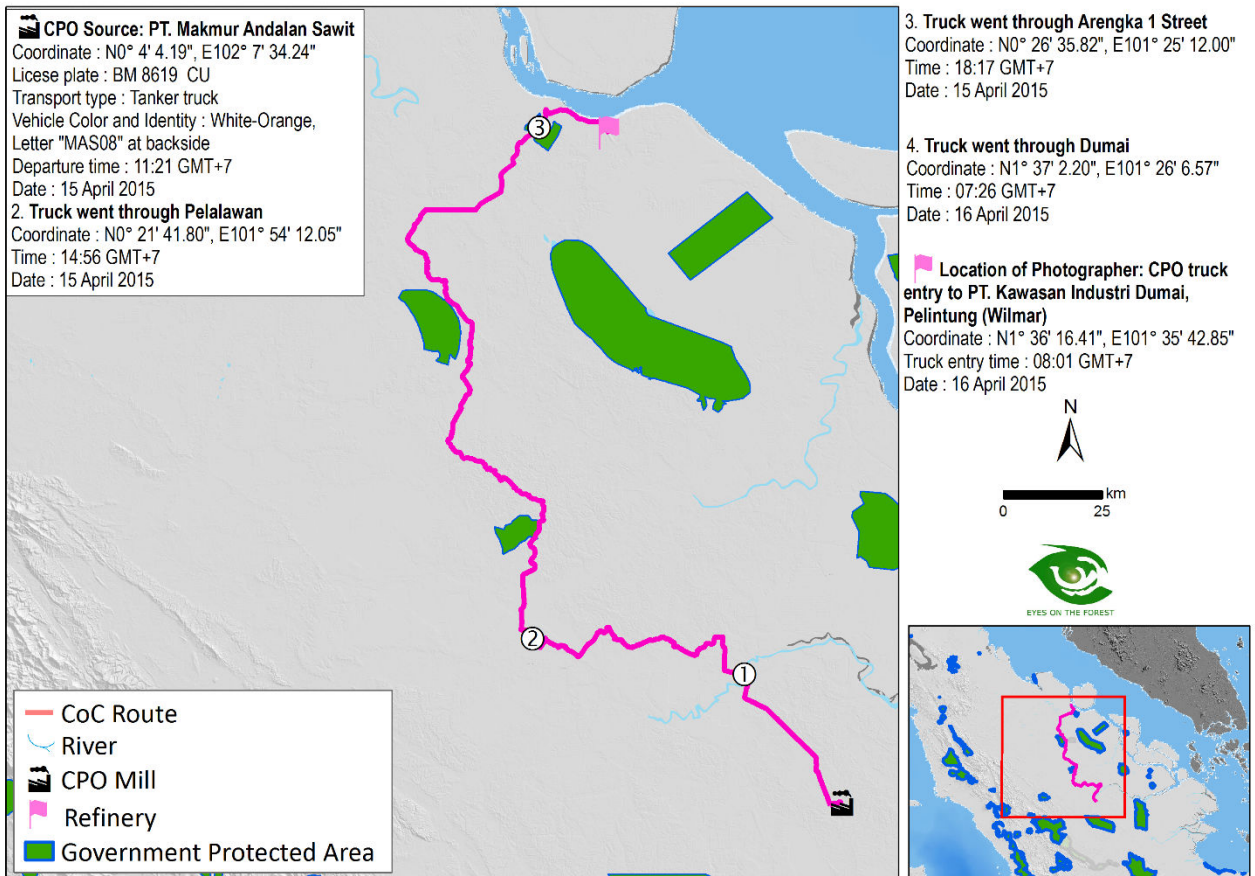 CPO Source: PT. Makmur Andalan Sawit
Coordinate : N0° 4' 4.19", E102° 7' 34.24"
Licese plate : BM 8619 CU
Transport type : Tanker truck
Vehicle Color and Identity : White-Orange,
Letter "MAS08" at backside
Departure time : 11:21 GMT+7
Date : 15 April 2015
2. Truck went through Pelalawan
Coordinate : N0° 21' 41.80", E101° 54' 12.05"
Time : 14:56 GMT+7
Date : 15 April 2015
3. Truck went through Arengka 1 Street
Coordinate : N0° 26' 35.82", E101° 25' 12.00"
Time : 18:17 GMT+7
Date : 15 April 2015
4. Truck went through Dumai
Coordinate : N1° 37' 2.20", E101° 26' 6.57"
Time : 07:26 GMT+7
Date : 16 April 2015
Location of Photographer: CPO truck
entry to PT. Kawasan Industri Dumai,
Pelintung (Wilmar)
Coordinate : N1° 36' 16.41", E101° 35' 42.85"
Truck entry time : 08:01 GMT+7
Date : 16 April 2015
N
km
0 25
EYES ON THE FOREST
3
2
1
CoC Route
River
CPO Mill
Refinery
Government Protected Area